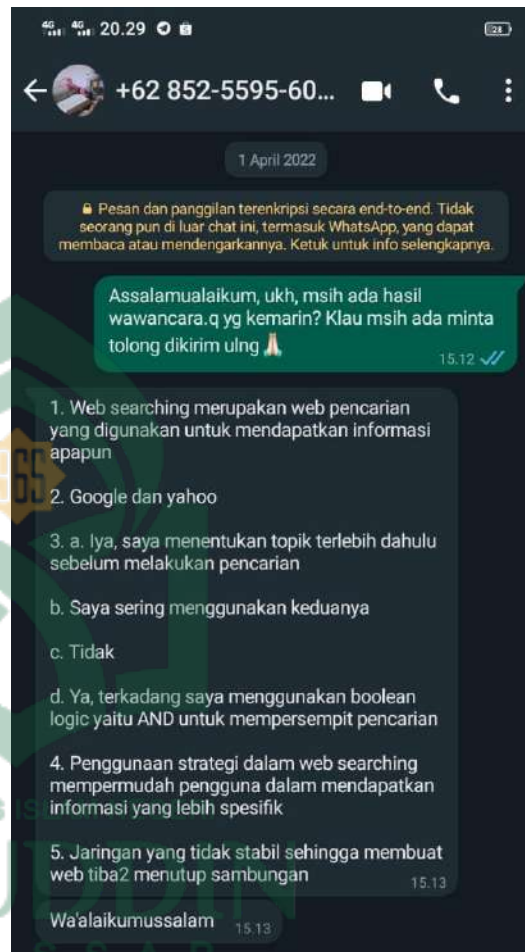 4G 4G 20.29 28
+62 852-5595-60...
1 April 2022
Pesan dan panggilan terenkripsi secara end-to-end. Tidak
seorang pun di luar chat ini, termasuk WhatsApp, yang dapat
membaca atau mendengarkannya. Ketuk untuk info selengkapnya.
Assalamualaikum, ukh, msih ada hasil
wawancara.q yg kemarin? Klau msih ada minta
tolong dikirim ulng 🙏🏻
15.12
1. Web searching merupakan web pencarian
yang digunakan untuk mendapatkan informasi
apapun
2. Google dan yahoo
3. a. Iya, saya menentukan topik terlebih dahulu
sebelum melakukan pencarian
b. Saya sering menggunakan keduanya
c. Tidak
d. Ya, terkadang saya menggunakan boolean
logic yaitu AND untuk mempersempit pencarian
4. Penggunaan strategi dalam web searching
mempermudah pengguna dalam mendapatkan
informasi yang lebih spesifik
5. Jaringan yang tidak stabil sehingga membuat
web tiba2 menutup sambungan
15.13
Wa'alaikumussalam 15.13